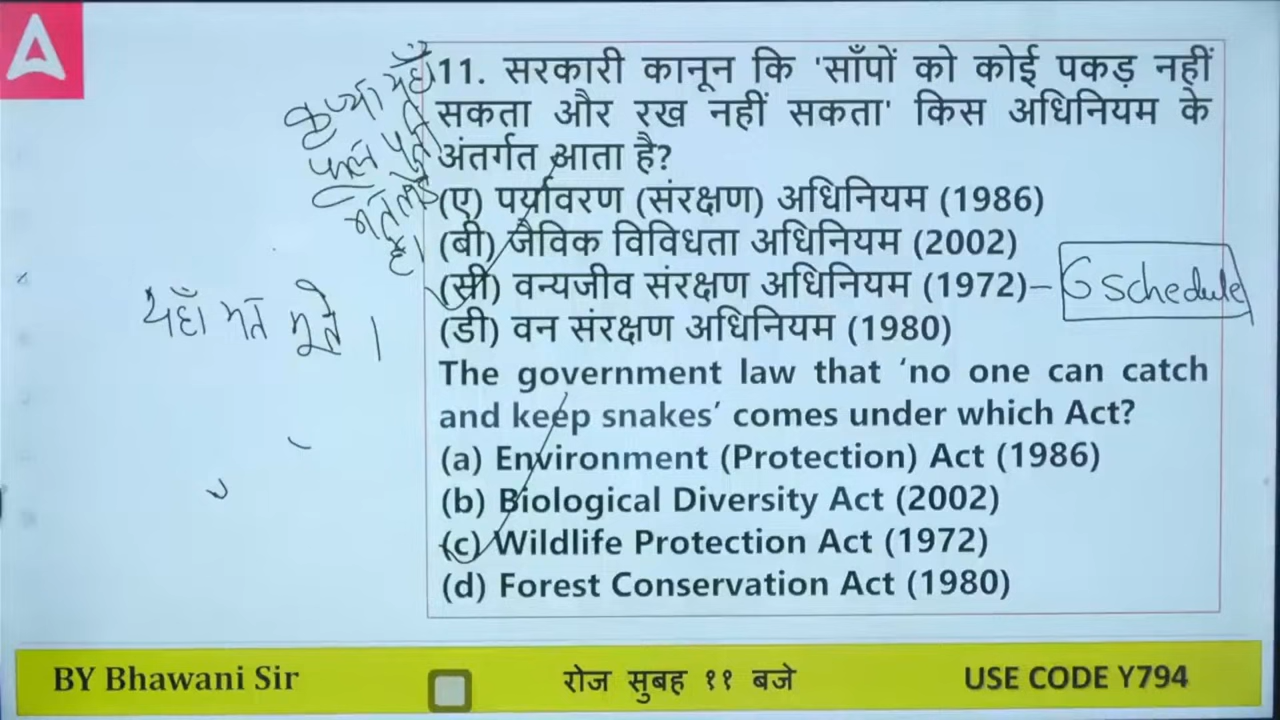 11. सरकारी कानून कि 'साँपों को कोई पकड़ नहीं
सकता और रख नहीं सकता' किस अधिनियम के
अंतर्गत आता है?
(ए) पर्यावरण (संरक्षण) अधिनियम (1986)
(बी) जैविक विविधता अधिनियम (2002)
(सी) वन्यजीव संरक्षण अधिनियम (1972)– 6 schedule
(डी) वन संरक्षण अधिनियम (1980)
The government law that ‘no one can catch
and keep snakes’ comes under which Act?
(a) Environment (Protection) Act (1986)
(b) Biological Diversity Act (2002)
(c) Wildlife Protection Act (1972)
(d) Forest Conservation Act (1980)
यहाँ मत मूते ।
BY Bhawani Sir
रोज सुबह ११ बजे
USE CODE Y794